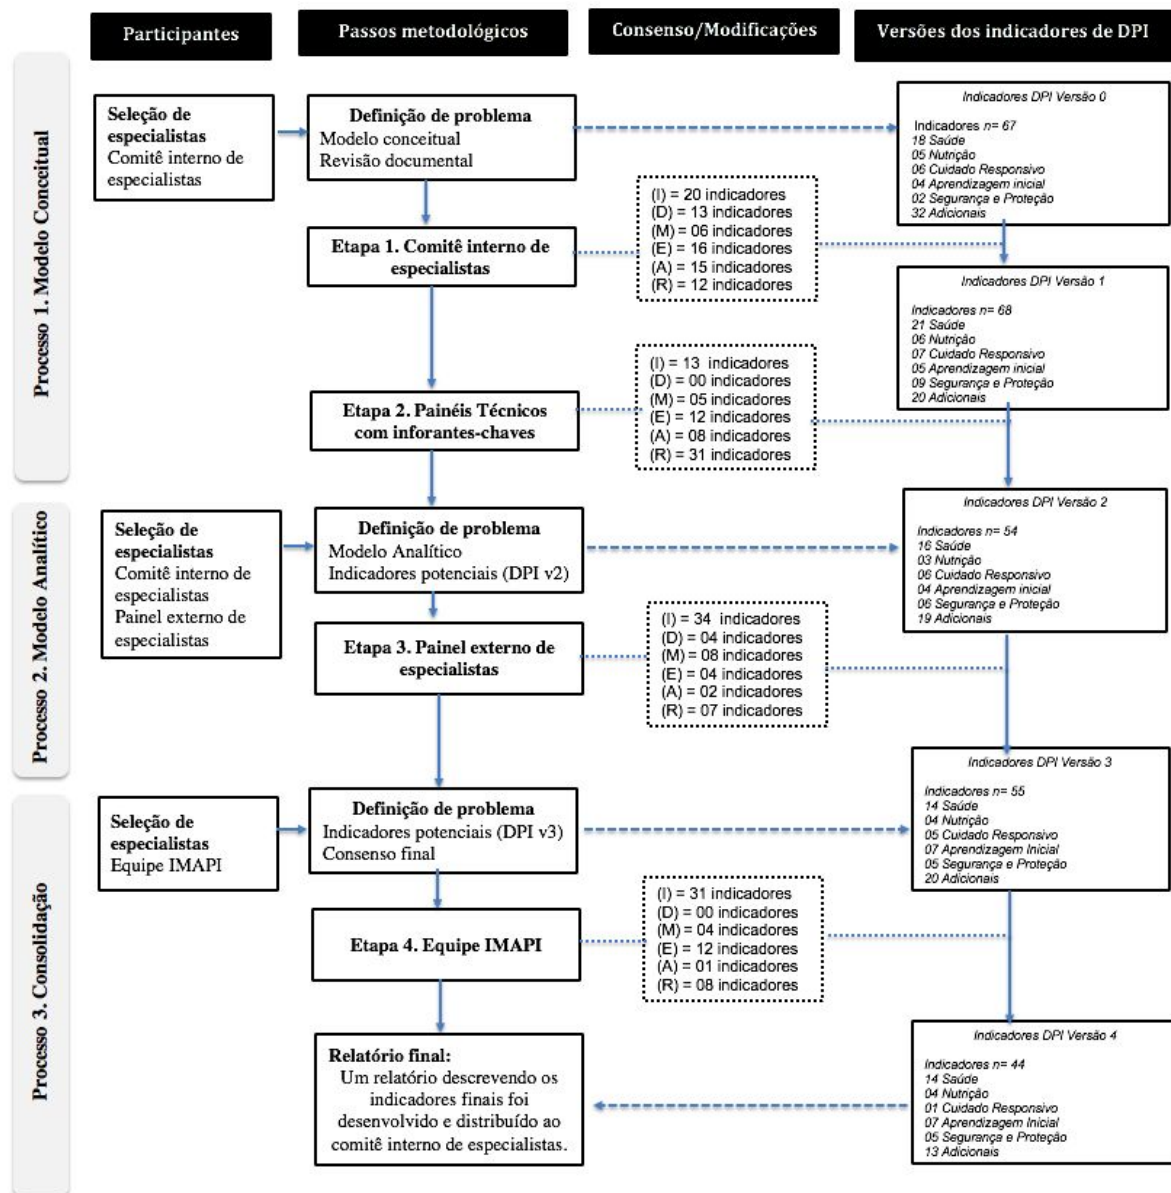 Participantes
Passos metodológicos
Consenso/Modificações
Versões dos indicadores de DPI
Processo 1. Modelo Conceitual
Seleção de
especialistas
Comitê interno de
especialistas
Definição de problema
Modelo conceitual
Revisão documental
Indicadores DPI Versão 0
Indicadores n= 67
18 Saúde
05 Nutrição
06 Cuidado Responsivo
04 Aprendizagem inicial
02 Segurança e Proteção
32 Adicionais
Etapa 1. Comitê interno de
especialistas
(I) = 20 indicadores
(D) = 13 indicadores
(M) = 06 indicadores
(E) = 16 indicadores
(A) = 15 indicadores
(R) = 12 indicadores
Indicadores DPI Versão 1
Indicadores n= 68
21 Saúde
06 Nutrição
07 Cuidado Responsivo
05 Aprendizagem inicial
09 Segurança e Proteção
20 Adicionais
Etapa 2. Painéis Técnicos
com inforantes-chaves
(I) = 13 indicadores
(D) = 00 indicadores
(M) = 05 indicadores
(E) = 12 indicadores
(A) = 08 indicadores
(R) = 31 indicadores
Processo 2. Modelo Analítico
Seleção de
especialistas
Comitê interno de
especialistas
Painel externo de
especialistas
Definição de problema
Modelo Analítico
Indicadores potenciais (DPI v2)
Indicadores DPI Versão 2
Indicadores n= 54
16 Saúde
03 Nutrição
06 Cuidado Responsivo
04 Aprendizagem inicial
06 Segurança e Proteção
19 Adicionais
Etapa 3. Painel externo de
especialistas
(I) = 34 indicadores
(D) = 04 indicadores
(M) = 08 indicadores
(E) = 04 indicadores
(A) = 02 indicadores
(R) = 07 indicadores
Processo 3. Consolidação
Seleção de
especialistas
Equipe IMAPI
Definição de problema
Indicadores potenciais (DPI v3)
Consenso final
Indicadores DPI Versão 3
Indicadores n= 55
14 Saúde
04 Nutrição
05 Cuidado Responsivo
07 Aprendizagem Inicial
05 Segurança e Proteção
20 Adicionais
Etapa 4. Equipe IMAPI
(I) = 31 indicadores
(D) = 00 indicadores
(M) = 04 indicadores
(E) = 12 indicadores
(A) = 01 indicadores
(R) = 08 indicadores
Relatório final:
Um relatório descrevendo os
indicadores finais foi
desenvolvido e distribuído ao
comitê interno de especialistas.
Indicadores DPI Versão 4
Indicadores n= 44
14 Saúde
04 Nutrição
01 Cuidado Responsivo
07 Aprendizagem Inicial
05 Segurança e Proteção
13 Adicionais